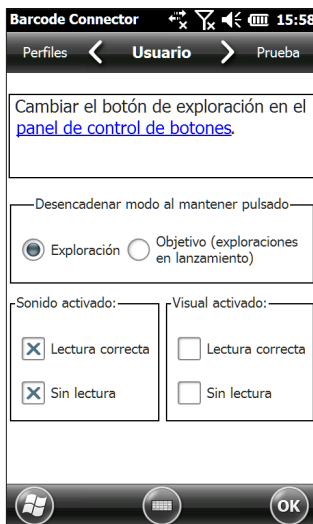 Barcode Connector 15:58
Perfiles Usuario Prueba
Cambiar el botón de exploración en el
panel de control de botones.
Desencadenar modo al mantener pulsado
Exploración
Objetivo (exploraciones
en lanzamiento)
Sonido activado:
Lectura correcta
Sin lectura
Visual activado:
Lectura correcta
Sin lectura
OK